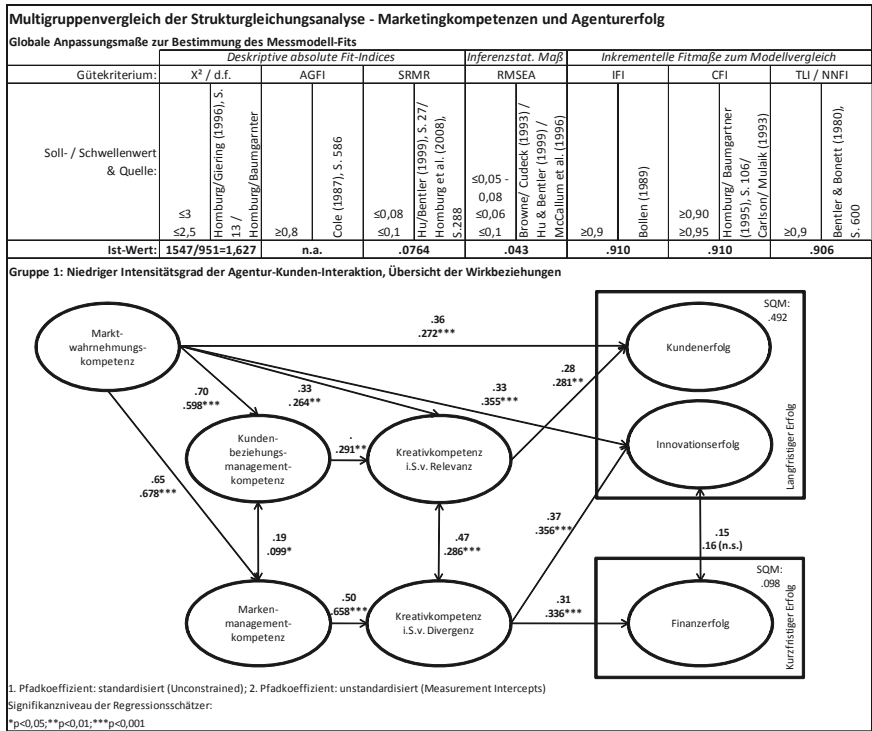 Multigruppenvergleich der Strukturgleichungsanalyse - Marketingkompetenzen und Agenturerfolg
Globale Anpassungsmaße zur Bestimmung des Messmodell-Fits
Deskriptive absolute Fit-Indices Inferenzstat. Maß Inkrementelle Fitmaße zum Modellvergleich
Gütekriterium: X² / d.f. AGFI SRMR RMSEA IFI CFI TLI / NNFI
Soll- / Schwellenwert
& Quelle:
≤3
≤2,5
Homburg/Giering (1996), S.
13 /
Homburg/Baumgarnter
≥0,8
Cole (1987), S. 586
≤0,08
≤0,1
Hu/Bentler (1999), S. 27/
Homburg et al. (2008),
S.288
≤0,05 -
0,08
≤0,06
≤0,1
Browne/ Cudeck (1993) /
Hu & Bentler (1999) /
McCallum et al. (1996)
≥0,9
Bollen (1989)
≥0,90
≥0,95
Homburg/ Baumgartner
(1995), S. 106/
Carlson/ Mulaik (1993)
≥0,9
Bentler & Bonett (1980),
S. 600
Ist-Wert: 1547/951=1,627 n.a. .0764 .043 .910 .910 .906
Gruppe 1: Niedriger Intensitätsgrad der Agentur-Kunden-Interaktion, Übersicht der Wirkbeziehungen
Markt-
wahrnehmungs-
kompetenz
.36
.272***
SQM:
.492
Kundenerfolg
.70
.598***
.33
.264**
.33
.355***
.28
.281**
Kunden-
beziehungs-
management-
kompetenz
.
.291**
Kreativkompetenz
i.S.v. Relevanz
Innovationserfolg
Langfristiger Erfolg
.65
.678***
.19
.099*
.47
.286***
.37
.356***
.15
.16 (n.s.)
Marken-
management-
kompetenz
.50
.658***
Kreativkompetenz
i.S.v. Divergenz
.31
.336***
SQM:
.098
Finanzerfolg
Kurzfristiger Erfolg
1. Pfadkoeffizient: standardisiert (Unconstrained); 2. Pfadkoeffizient: unstandardisiert (Measurement Intercepts)
Signifikanzniveau der Regressionsschätzer:
*p<0,05;**p<0,01;***p<0,001